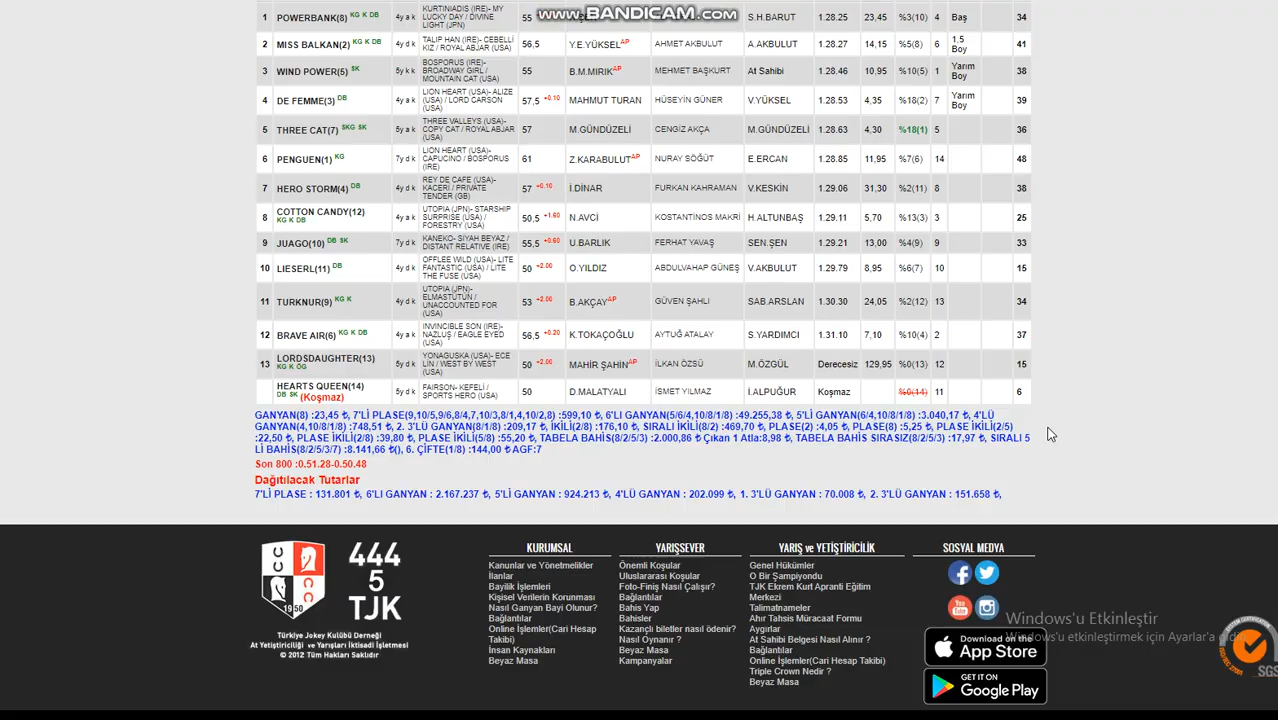 www.BANDICAM.com
1 POWERBANK(8) KG K DB 4y a k KURTINIADIS (IRE)- MY LUCKY DAY / DIVINE LIGHT (JPN) 55 S.H.BARUT 1.28.25 23,45 %3(10) 4 Baş 34
2 MISS BALKAN(2) KG K DB 4y d k TALIP HAN (IRE)- CEBELLİ KIZ / ROYAL ABJAR (USA) 56,5 Y.E.YÜKSEL AP AHMET AKBULUT A.AKBULUT 1.28.27 14,15 %5(8) 6 1,5 Boy 41
3 WIND POWER(5) SK 5y k k BOSPORUS (IRE)- BROADWAY GIRL / MOUNTAIN CAT (USA) 55 B.M.MIRIK AP MEHMET BAŞKURT At Sahibi 1.28.46 10,95 %10(5) 1 Yarım Boy 38
4 DE FEMME(3) DB 4y a k LION HEART (USA)- ALIZE (USA) / LORD CARSON (USA) 57,5 +0.10 MAHMUT TURAN HÜSEYİN GÜNER V.YÜKSEL 1.28.53 4,35 %18(2) 7 Yarım Boy 39
5 THREE CAT(7) SKG SK 5y a k THREE VALLEYS (USA)- COPY CAT / ROYAL ABJAR (USA) 57 M.GÜNDÜZELİ CENGİZ AKÇA M.GÜNDÜZELİ 1.28.63 4,30 %18(1) 5 36
6 PENGUEN(1) KG 7y d k LION HEART (USA)- CAPUCINO / BOSPORUS (IRE) 61 Z.KARABULUT AP NURAY SÖĞÜT E.ERCAN 1.28.85 11,95 %7(6) 14 48
7 HERO STORM(4) DB 4y d k REY DE CAFE (USA)- KACERİ / PRIVATE TENDER (GB) 57 +0.10 İ.DİNAR FURKAN KAHRAMAN V.KESKİN 1.29.06 31,30 %2(11) 8 38
8 COTTON CANDY(12) KG K DB 4y a k UTOPIA (JPN)- STARSHIP SURPRISE (USA) / FORESTRY (USA) 50,5 +1.60 N.AVCİ KOSTANTİNOS MAKRİ H.ALTUNBAŞ 1.29.11 5,70 %13(3) 3 25
9 JUAGO(10) DB SK 7y d k KANEKO- SİYAH BEYAZ / DISTANT RELATIVE (IRE) 55,5 +0.60 U.BARLIK FERHAT YAVAŞ SEN.ŞEN 1.29.21 13,00 %4(9) 9 33
10 LIESERL(11) DB 4y d k OFFLEE WILD (USA)- LITE FANTASTIC (USA) / LITE THE FUSE (USA) 50 +2.00 O.YILDIZ ABDULVAHAP GÜNEŞ V.AKBULUT 1.29.79 8,95 %6(7) 10 15
11 TURKNUR(9) KG K 4y d k UTOPIA (JPN)- ELMASTUTUN / UNACCOUNTED FOR (USA) 53 +2.00 B.AKÇAY AP GÜVEN ŞAHLI SAB.ARSLAN 1.30.30 24,05 %2(12) 13 34
12 BRAVE AIR(6) KG K DB 4y a k INVINCIBLE SON (IRE)- NAZLUŞ / EAGLE EYED (USA) 56,5 +0.20 K.TOKAÇOĞLU AYTUĞ ATALAY S.YARDIMCI 1.31.10 7,10 %10(4) 2 37
13 LORDSDAUGHTER(13) KG K ÖG 5y d k YONAGUSKA (USA)- ECE LİN / WEST BY WEST (USA) 50 +2.00 MAHİR ŞAHİN AP İLKAN ÖZSÜ M.ÖZGÜL Derecesiz 129,95 %0(13) 12 15
HEARTS QUEEN(14) DB SK (Koşmaz) 5y d k FAIRSON- KEFELİ / SPORTS HERO (USA) 50 D.MALATYALI İSMET YILMAZ İ.ALPUĞUR Koşmaz %0(14) 11 6
GANYAN(8) :23,45 ₺, 7'Lİ PLASE(9,10/5,9/6,8/4,7,10/3,8/1,4,10/2,8) :599,10 ₺, 6'LI GANYAN(5/6/4,10/8/1/8) :49.255,38 ₺, 5'Lİ GANYAN(6/4,10/8/1/8) :3.040,17 ₺, 4'LÜ
GANYAN(4,10/8/1/8) :748,51 ₺, 2. 3'LÜ GANYAN(8/1/8) :209,17 ₺, İKİLİ(2/8) :176,10 ₺, SIRALI İKİLİ(8/2) :469,70 ₺, PLASE(2) :4,05 ₺, PLASE(8) :5,25 ₺, PLASE İKİLİ(2/5)
:22,50 ₺, PLASE İKİLİ(2/8) :39,80 ₺, PLASE İKİLİ(5/8) :55,20 ₺, TABELA BAHİS(8/2/5/3) :2.000,86 ₺ Çıkan 1 Atla:8,98 ₺, TABELA BAHİS SIRASIZ(8/2/5/3) :17,97 ₺, SIRALI 5
Lİ BAHİS(8/2/5/3/7) :8.141,66 ₺(), 6. ÇİFTE(1/8) :144,00 ₺ AGF:7
Son 800 :0.51.28-0.50.48
Dağıtılacak Tutarlar
7'Lİ PLASE : 131.801 ₺, 6'LI GANYAN : 2.167.237 ₺, 5'Lİ GANYAN : 924.213 ₺, 4'LÜ GANYAN : 202.099 ₺, 1. 3'LÜ GANYAN : 70.008 ₺, 2. 3'LÜ GANYAN : 151.658 ₺,
1950
444
5
TJK
Türkiye Jokey Kulübü Derneği
At Yetiştiriciliği ve Yarışları İktisadi İşletmesi
© 2012 Tüm Hakları Saklıdır
KURUMSAL
Kanunlar ve Yönetmelikler
İlanlar
Bayilik İşlemleri
Kişisel Verilerin Korunması
Nasıl Ganyan Bayi Olunur?
Bağlantılar
Online İşlemler(Cari Hesap
Takibi)
İnsan Kaynakları
Beyaz Masa
YARIŞSEVER
Önemli Koşular
Uluslararası Koşular
Foto-Finiş Nasıl Çalışır?
Bağlantılar
Bahis Yap
Bahisler
Kazançlı biletler nasıl ödenir?
Nasıl Oynanır ?
Beyaz Masa
Kampanyalar
YARIŞ ve YETİŞTİRİCİLİK
Genel Hükümler
O Bir Şampiyondu
TJK Ekrem Kurt Apranti Eğitim
Merkezi
Talimatnameler
Ahır Tahsis Müracaat Formu
Aygırlar
At Sahibi Belgesi Nasıl Alınır ?
Bağlantılar
Online İşlemler(Cari Hesap Takibi)
Triple Crown Nedir ?
Beyaz Masa
SOSYAL MEDYA
You
Tube
Download on the
App Store
GET IT ON
Google Play
Windows'u Etkinleştir
Windows'u etkinleştirmek için Ayarlar'a gidin.
SGS